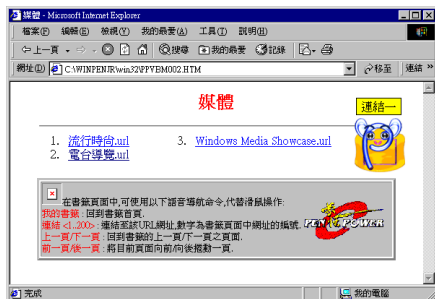 媒體 - Microsoft Internet Explorer
檔案(F) 編輯(E) 檢視(V) 我的最愛(A) 工具(T) 說明(H)
上一頁 搜尋 我的最愛 記錄
網址(D) C:\WINPENJR\win32\PPVBM002.HTM 移至 連結 »
媒體
連結一
1. 流行時尚.url 3. Windows Media Showcase.url
2. 電台導覽.url
在書籤頁面中,可使用以下語音導航命令,代替滑鼠操作:
我的書籤 : 回到書籤首頁.
連結 <1..200> : 連結至該URL網址,數字為書籤頁面中網址的編號.
上一頁/下一頁 : 回到書籤的上一頁/下一頁之頁面.
前一頁/後一頁 : 將目前頁面向前/向後捲動一頁.
PENPOWER
完成 我的電腦